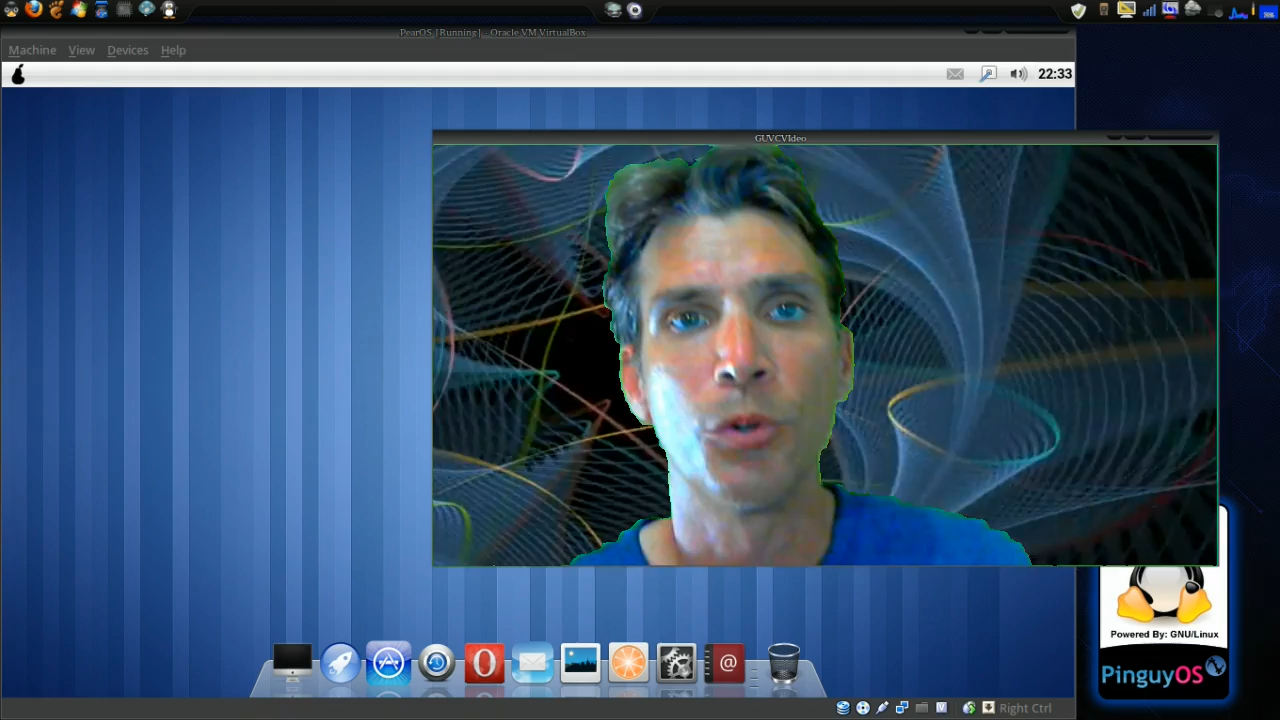 PearOS [Running] - Oracle VM VirtualBox
Machine View Devices Help
22:33
GUVCVIdeo
Powered By: GNU/Linux
PinguyOS
@
Right Ctrl